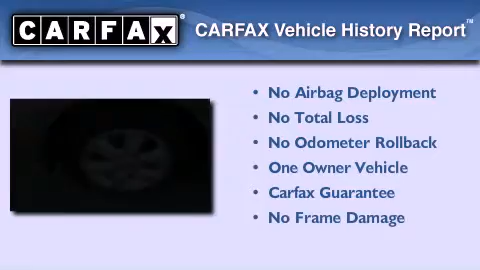 CARFAX® CARFAX Vehicle History Report™
• No Airbag Deployment
• No Total Loss
• No Odometer Rollback
• One Owner Vehicle
• Carfax Guarantee
• No Frame Damage